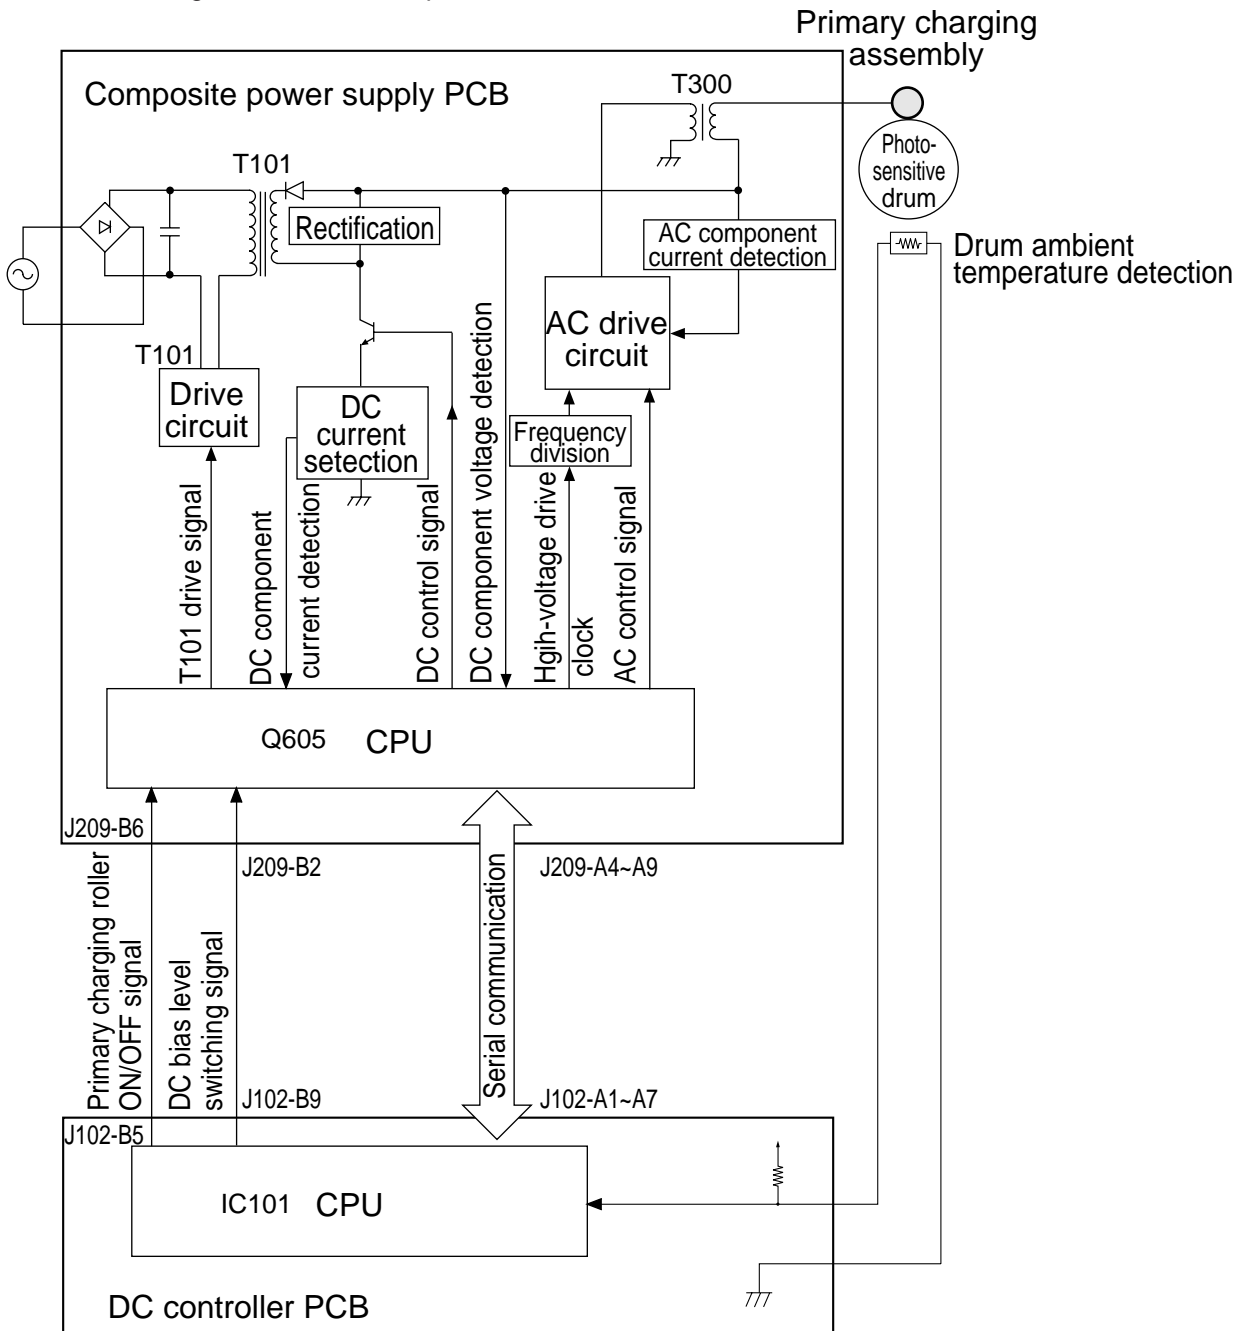 Primary charging
assembly
Composite power supply PCB
T300
Photo-
sensitive
drum
T101
Rectification
AC component
current detection
Drum ambient
temperature detection
AC drive
circuit
T101
Drive
circuit
DC
current
setection
Frequency
division
T101 drive signal
DC component
current detection
DC control signal
DC component voltage detection
Hgih-voltage drive
clock
AC control signal
Q605 CPU
J209-B6
J209-B2
J209-A4~A9
Primary charging roller
ON/OFF signal
DC bias level
switching signal
Serial communication
J102-B9
J102-A1~A7
J102-B5
IC101 CPU
DC controller PCB